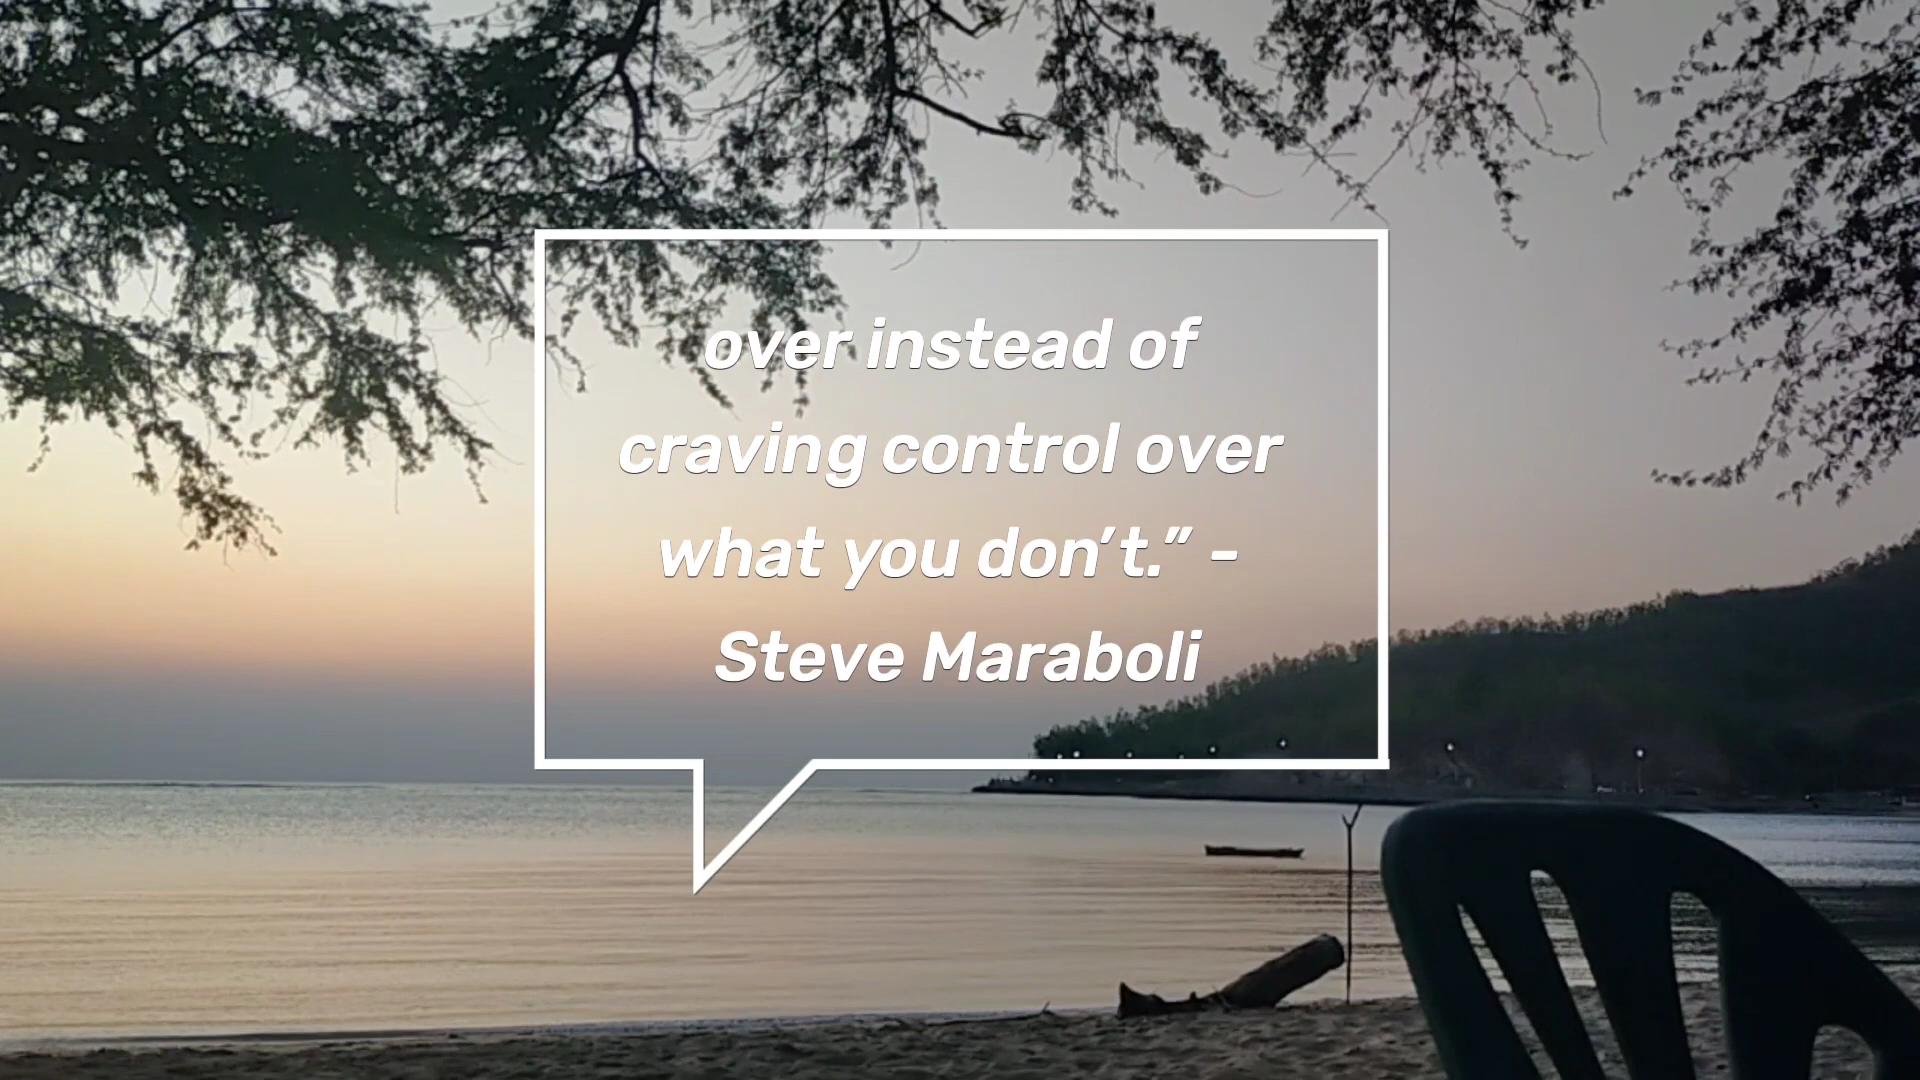 over instead of
craving control over
what you don’t.” -
Steve Maraboli